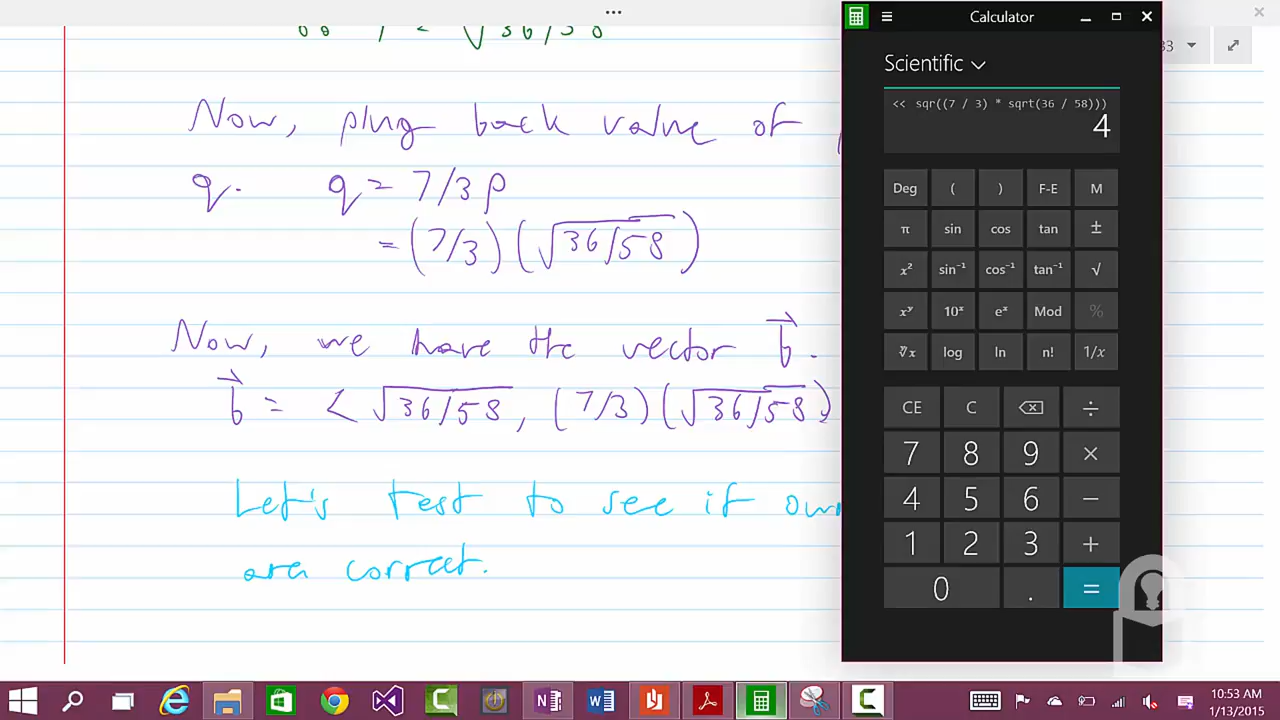 p = √36/58
Calculator
Scientific
33
<< sqr((7 / 3) * sqrt(36 / 58)))
4
Now, plug back value of
q. q = 7/3 p
= (7/3) (√36/58)
Now, we have the vector b.
b = < √36/58, (7/3)(√36/58)
Let's test to see if our
are correct.
Deg ( ) F-E M
π sin cos tan ±
x² sin⁻¹ cos⁻¹ tan⁻¹ √
xʸ 10ˣ eˣ Mod %
ʸ√x log ln n! 1/x
CE C ÷
7 8 9 ×
4 5 6 −
1 2 3 +
0 . =
10:53 AM
1/13/2015